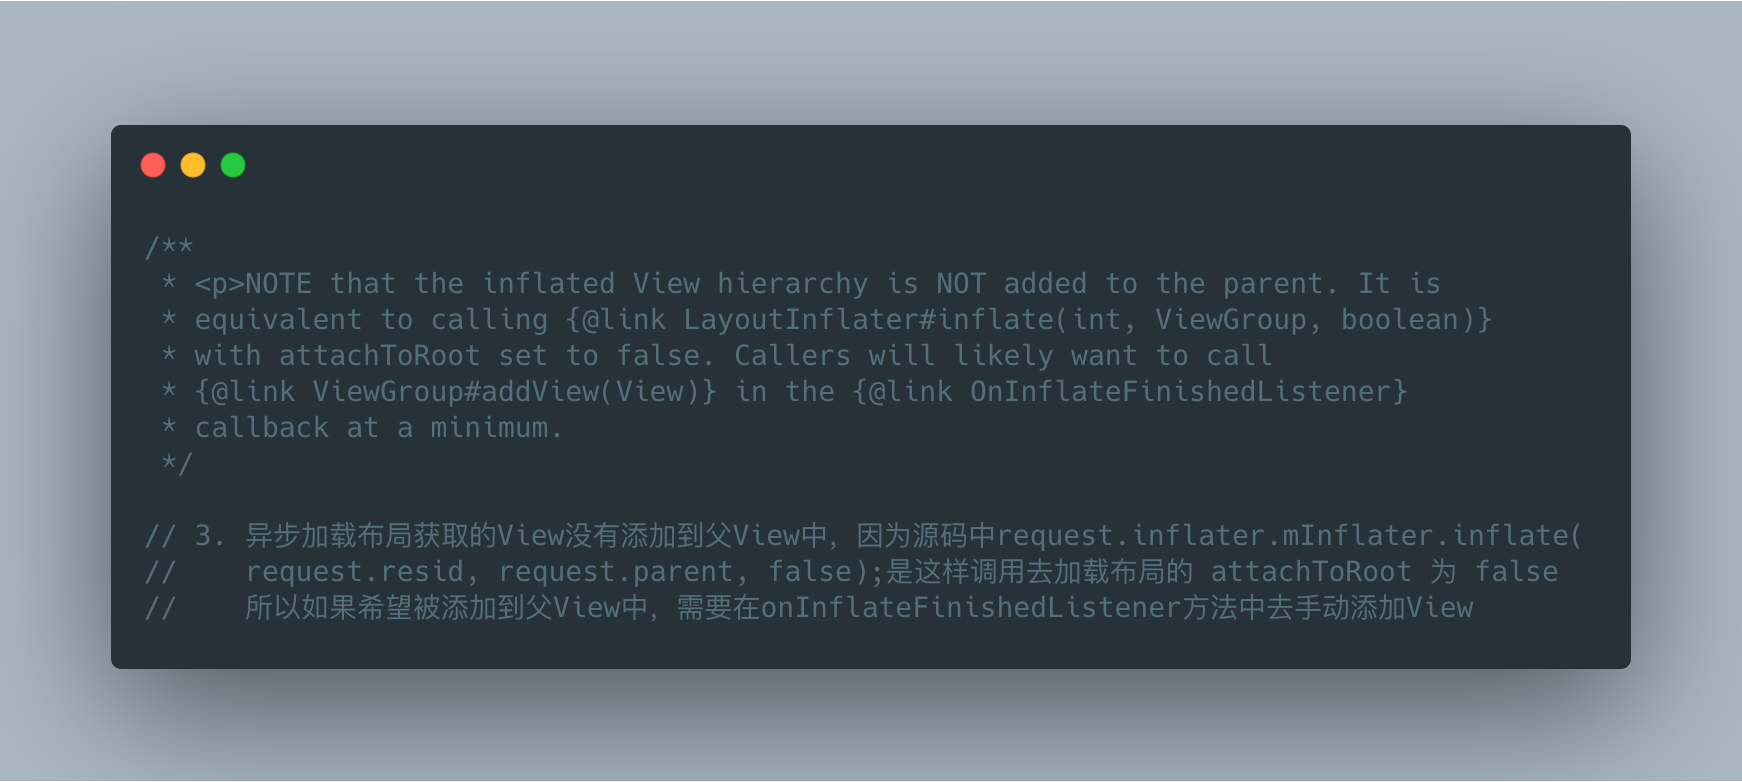 /**
 * <p>NOTE that the inflated View hierarchy is NOT added to the parent. It is
 * equivalent to calling {@link LayoutInflater#inflate(int, ViewGroup, boolean)}
 * with attachToRoot set to false. Callers will likely want to call
 * {@link ViewGroup#addView(View)} in the {@link OnInflateFinishedListener}
 * callback at a minimum.
 */
// 3. 异步加载布局获取的View没有添加到父View中, 因为源码中request.inflater.mInflater.inflate(
//    request.resid, request.parent, false);是这样调用去加载布局的 attachToRoot 为 false
//    所以如果希望被添加到父View中, 需要在onInflateFinishedListener方法中去手动添加View